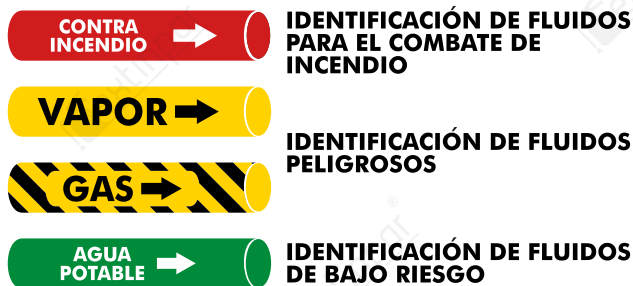 CONTRA
INCENDIO
IDENTIFICACIÓN DE FLUIDOS
PARA EL COMBATE DE
INCENDIO
VAPOR
GAS
IDENTIFICACIÓN DE FLUIDOS
PELIGROSOS
AGUA
POTABLE
IDENTIFICACIÓN DE FLUIDOS
DE BAJO RIESGO